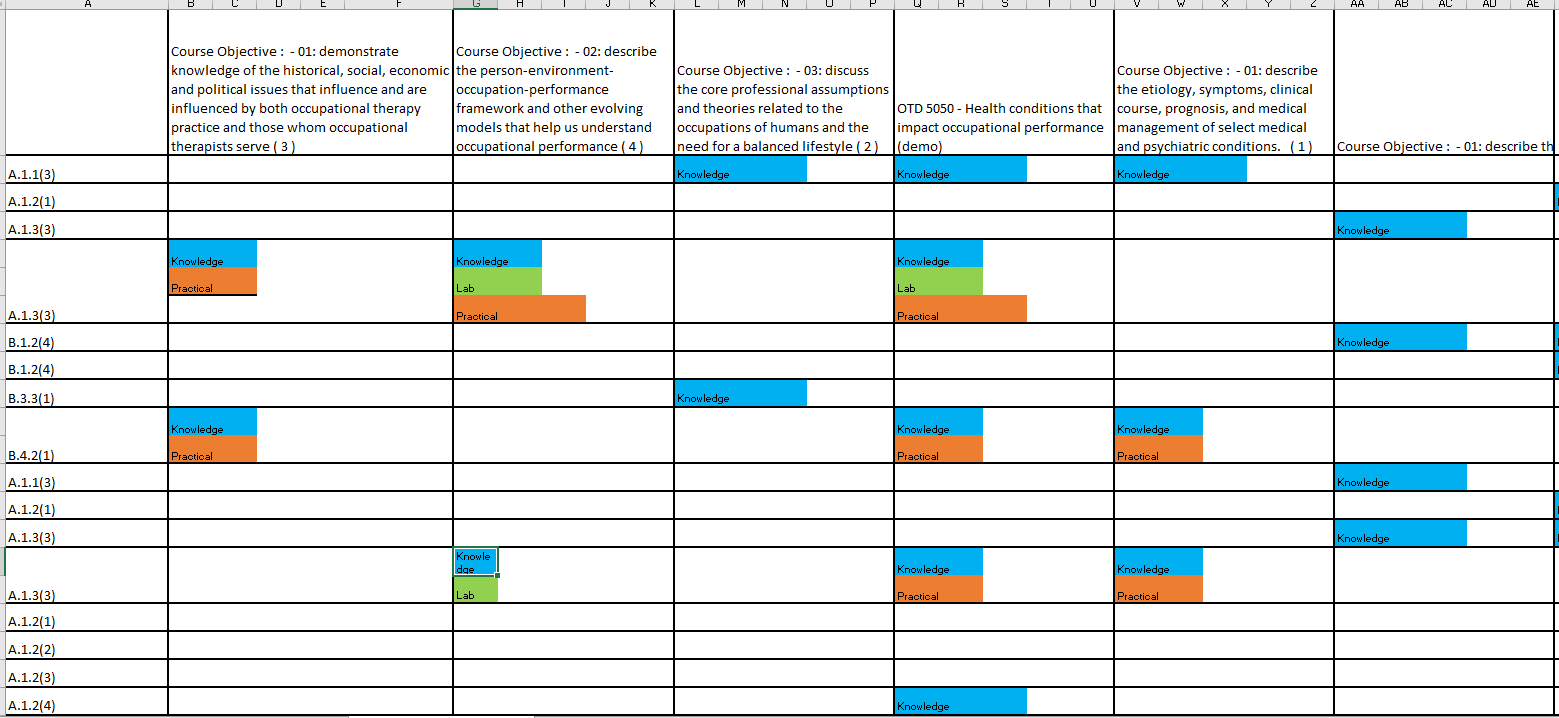 A B C D E F G H I J K L M N O P Q R S T U V W X Y Z AA AB AC AD AE
Course Objective : - 01: demonstrate
knowledge of the historical, social, economic
and political issues that influence and are
influenced by both occupational therapy
practice and those whom occupational
therapists serve ( 3 )
Course Objective : - 02: describe
the person-environment-
occupation-performance
framework and other evolving
models that help us understand
occupational performance ( 4 )
Course Objective : - 03: discuss
the core professional assumptions
and theories related to the
occupations of humans and the
need for a balanced lifestyle ( 2 )
OTD 5050 - Health conditions that
impact occupational performance
(demo)
Course Objective : - 01: describe
the etiology, symptoms, clinical
course, prognosis, and medical
management of select medical
and psychiatric conditions. ( 1 )
Course Objective : - 01: describe th
A.1.1(3) Knowledge Knowledge Knowledge
A.1.2(1)
A.1.3(3) Knowledge
Knowledge Knowledge Knowledge
Practical Lab Lab
A.1.3(3) Practical Practical
B.1.2(4) Knowledge
B.1.2(4)
B.3.3(1) Knowledge
Knowledge Knowledge Knowledge
B.4.2(1) Practical Practical Practical
A.1.1(3) Knowledge
A.1.2(1)
A.1.3(3) Knowledge
Knowle
dge Knowledge Knowledge
A.1.3(3) Lab Practical Practical
A.1.2(1)
A.1.2(2)
A.1.2(3)
A.1.2(4) Knowledge